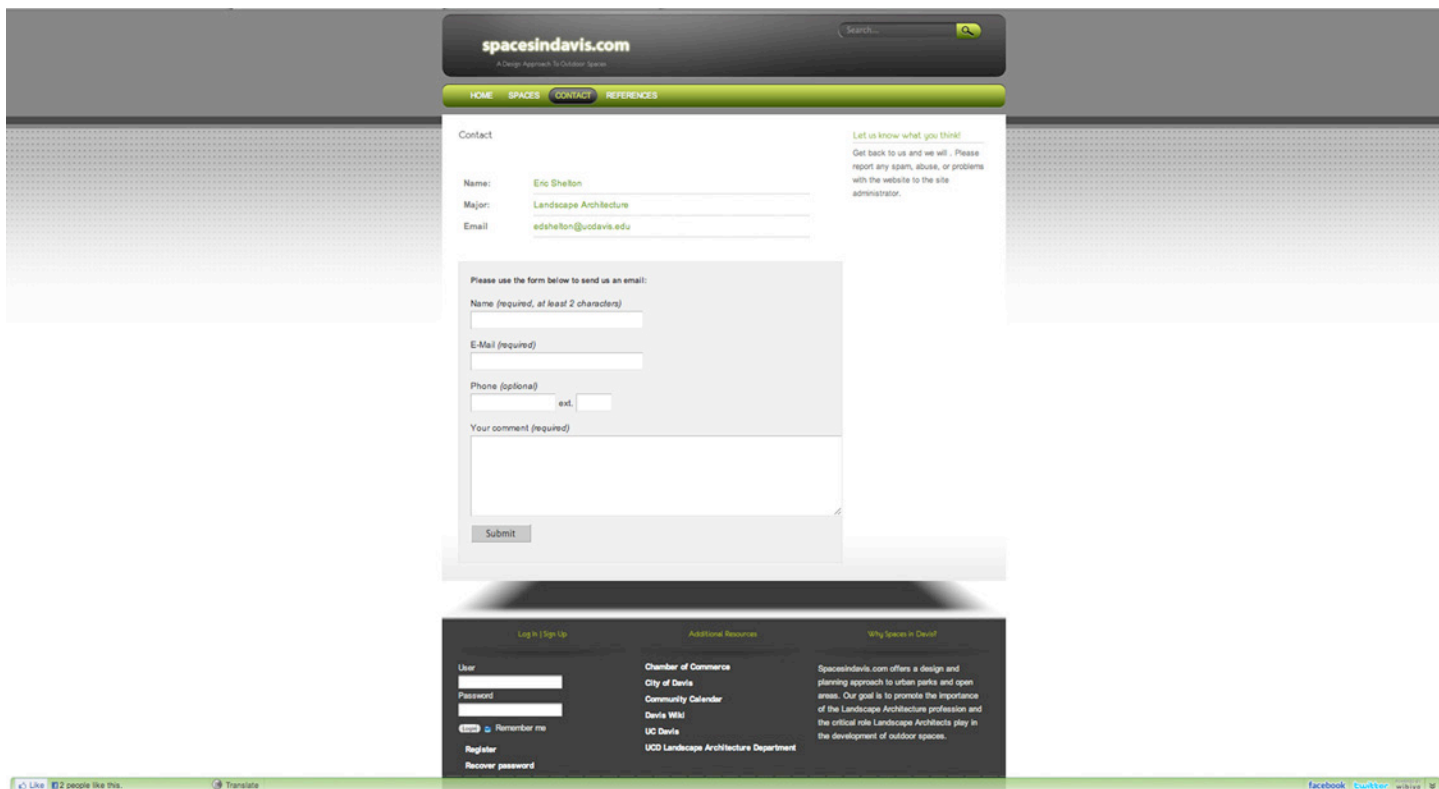 spacesindavis.com
A Design Approach To Outdoor Spaces
Search...
HOME SPACES CONTACT REFERENCES
Contact
Name: Eric Shelton
Major: Landscape Architecture
Email edshelton@ucdavis.edu
Let us know what you think!
Get back to us and we will . Please
report any spam, abuse, or problems
with the website to the site
administrator.
Please use the form below to send us an email:
Name (required, at least 2 characters)
E-Mail (required)
Phone (optional)
ext.
Your comment (required)
Submit
Log In | Sign Up
User
Password
Login Remember me
Register
Recover password
Additional Resources
Chamber of Commerce
City of Davis
Community Calendar
Davis Wiki
UC Davis
UCD Landscape Architecture Department
Why Spaces in Davis?
Spacesindavis.com offers a design and
planning approach to urban parks and open
areas. Our goal is to promote the importance
of the Landscape Architecture profession and
the critical role Landscape Architects play in
the development of outdoor spaces.
Like 2 people like this. Translate facebook twitter wibiya